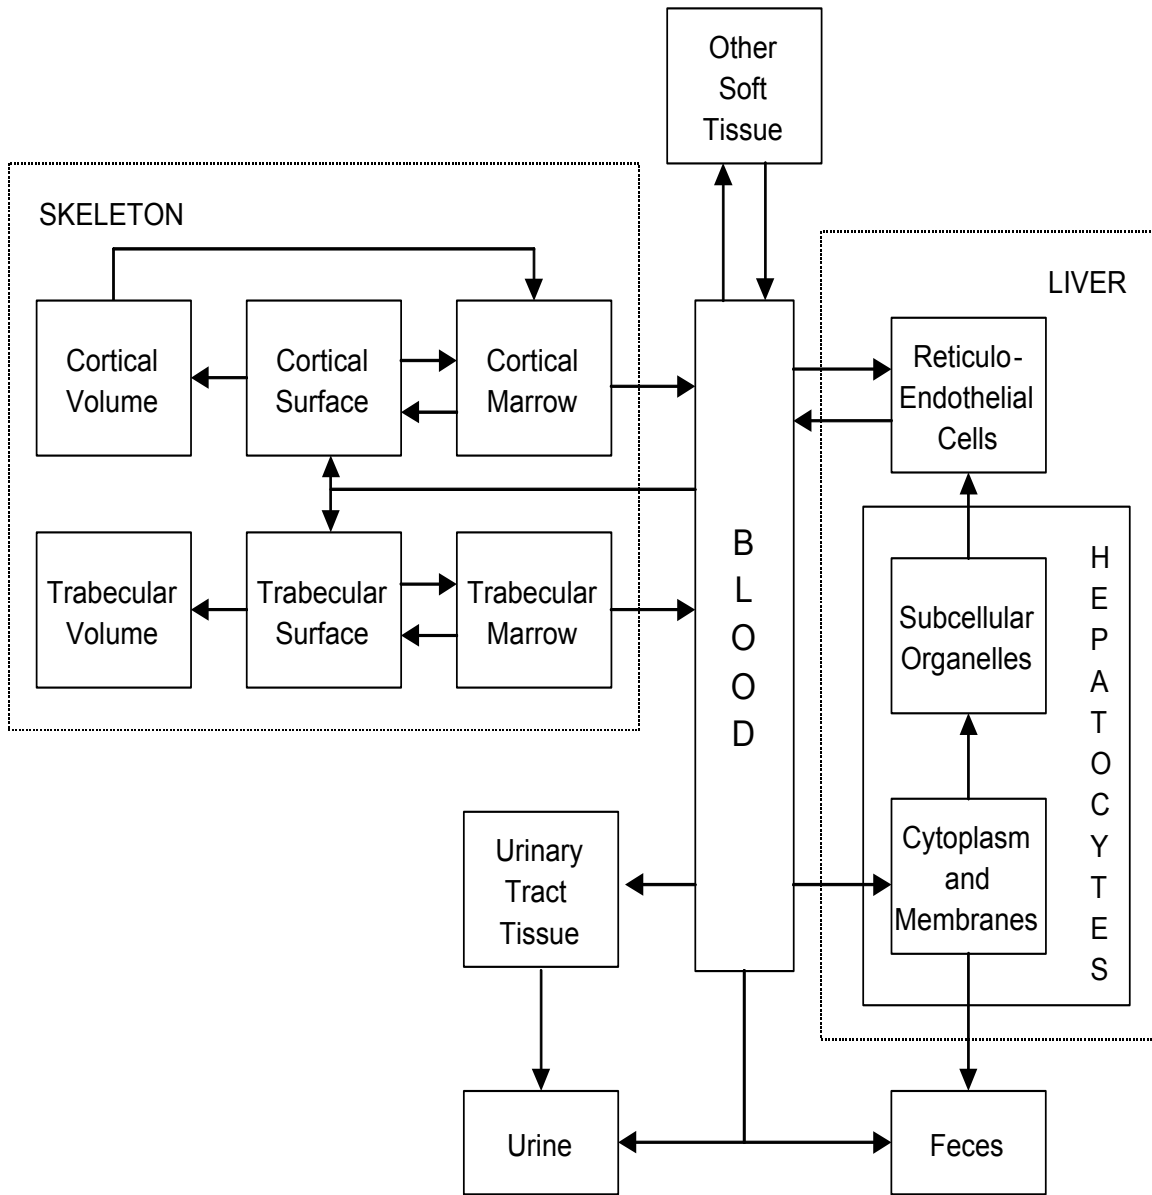 Other
Soft
Tissue
SKELETON
LIVER
Cortical
Volume
Cortical
Surface
Cortical
Marrow
Reticulo-
Endothelial
Cells
Trabecular
Volume
Trabecular
Surface
Trabecular
Marrow
B
L
O
O
D
Subcellular
Organelles
H
E
P
A
T
O
C
Y
T
E
S
Urinary
Tract
Tissue
Cytoplasm
and
Membranes
Urine
Feces